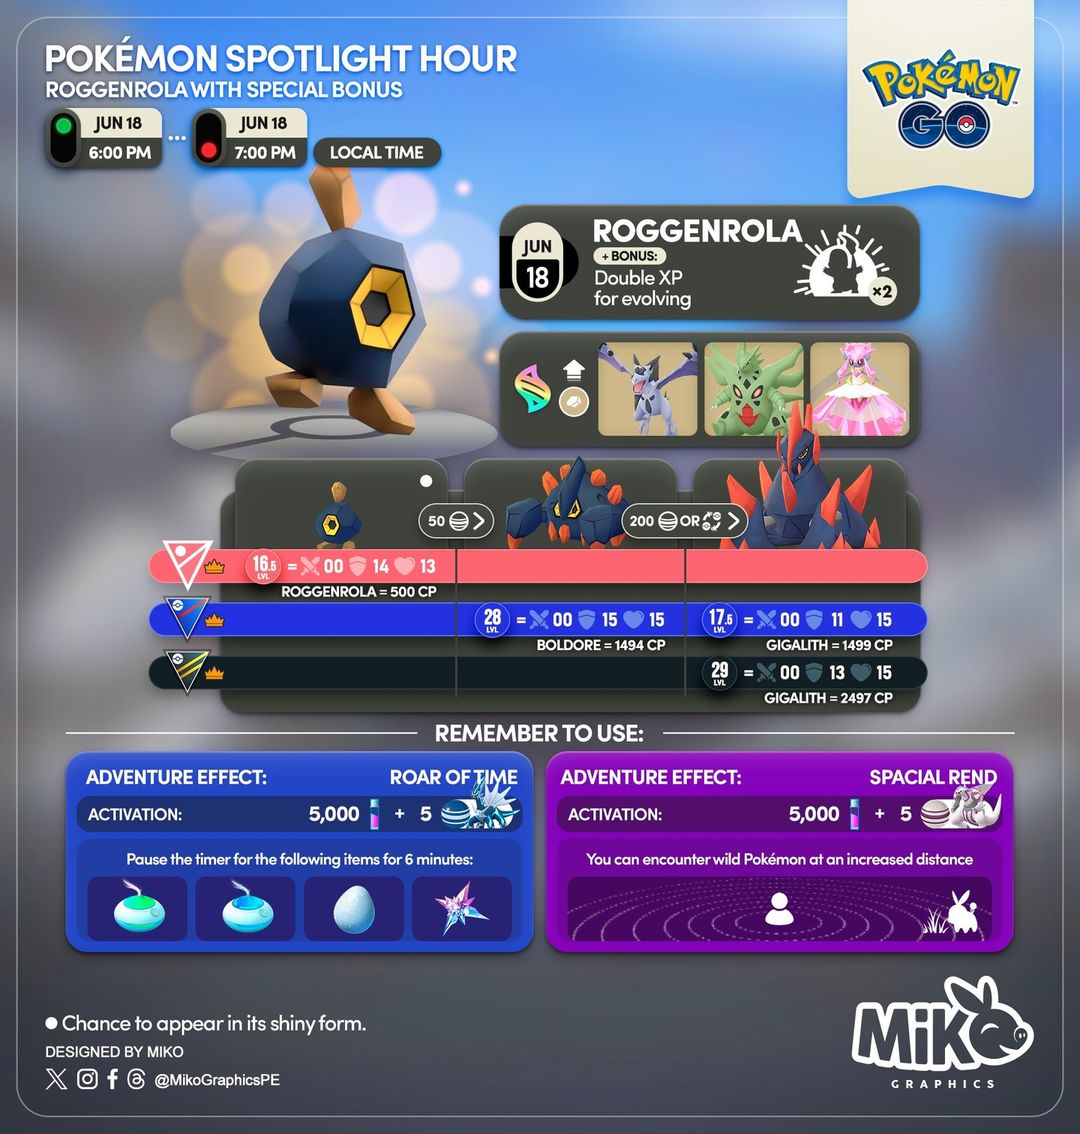 POKÉMON SPOTLIGHT HOUR
ROGGENROLA WITH SPECIAL BONUS
JUN 18
6:00 PM
...
JUN 18
7:00 PM
LOCAL TIME
POKÉMON
GO
JUN
18
ROGGENROLA
+ BONUS:
Double XP
for evolving
×2
50
200 OR
16.5
LVL
= 00 14 13
ROGGENROLA = 500 CP
28
LVL
= 00 15 15
BOLDORE = 1494 CP
17.5
LVL
= 00 11 15
GIGALITH = 1499 CP
29
LVL
= 00 13 15
GIGALITH = 2497 CP
REMEMBER TO USE:
ADVENTURE EFFECT: ROAR OF TIME
ACTIVATION: 5,000 + 5
Pause the timer for the following items for 6 minutes:
ADVENTURE EFFECT: SPACIAL REND
ACTIVATION: 5,000 + 5
You can encounter wild Pokémon at an increased distance
Chance to appear in its shiny form.
DESIGNED BY MIKO
@MikoGraphicsPE
MiKO
GRAPHICS